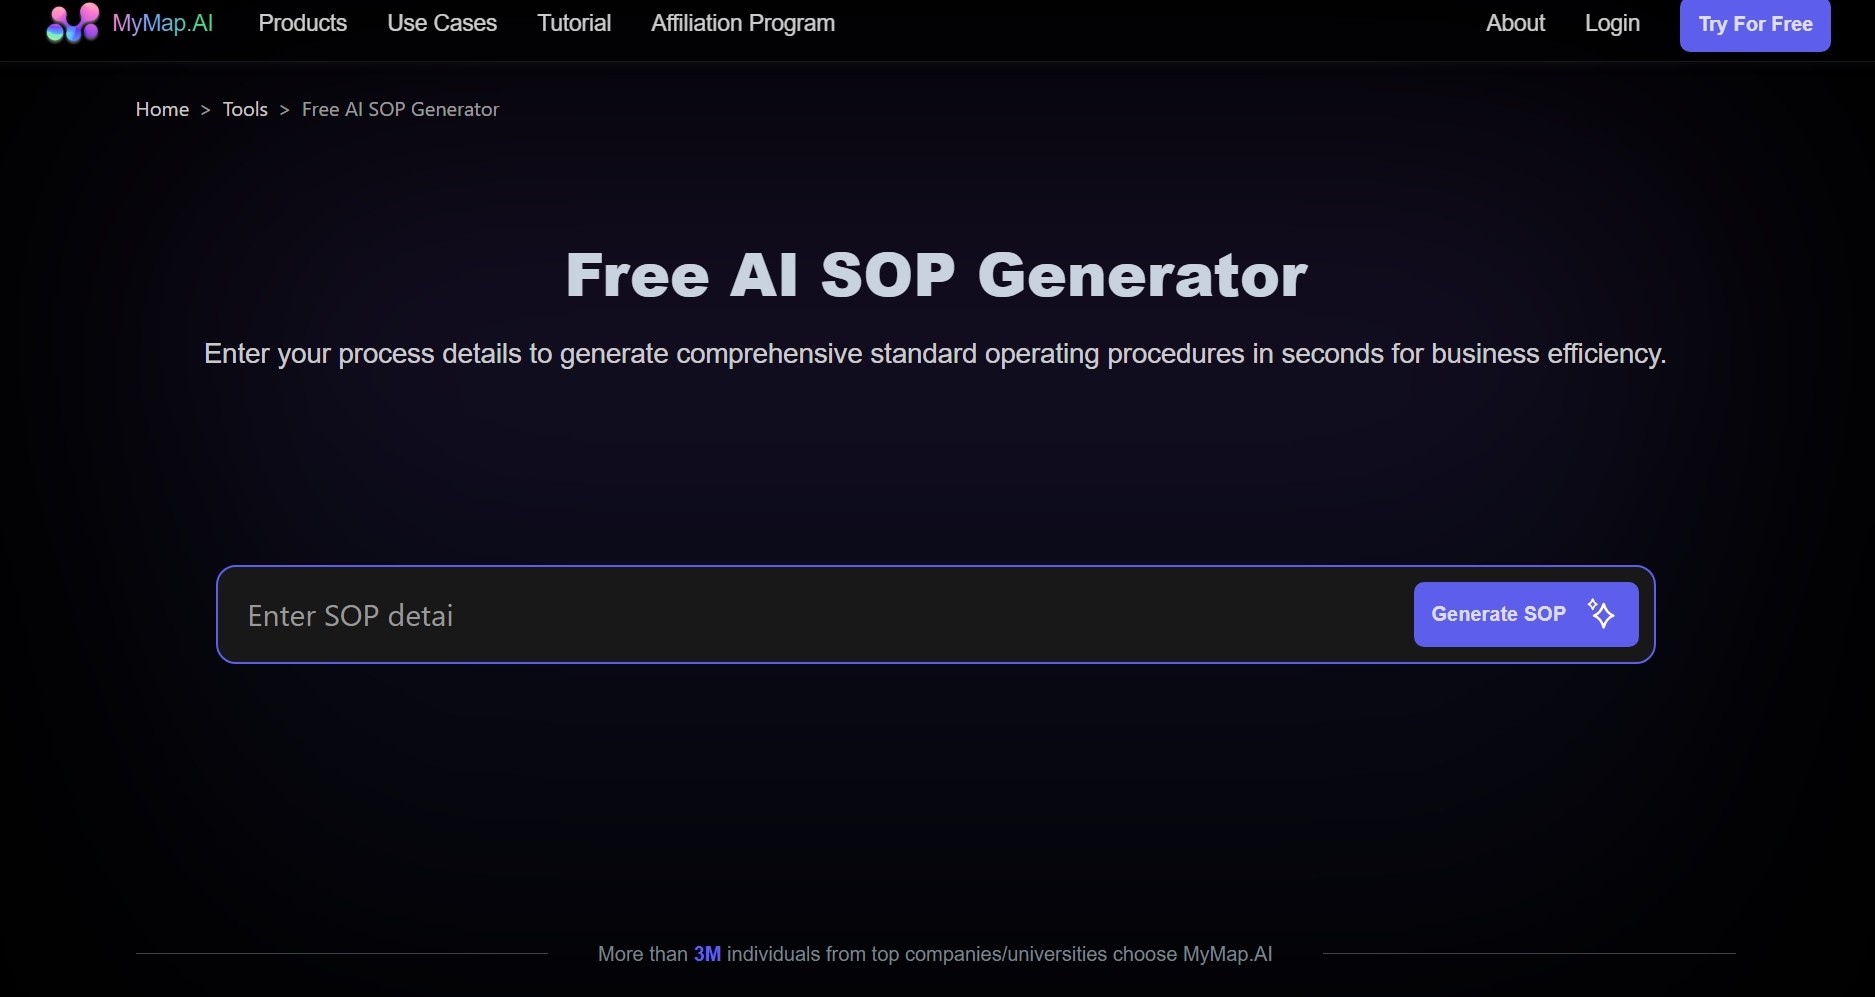 MyMap.AI Products Use Cases Tutorial Affiliation Program About Login Try For Free
Home > Tools > Free AI SOP Generator
Free AI SOP Generator
Enter your process details to generate comprehensive standard operating procedures in seconds for business efficiency.
Enter SOP detai Generate SOP
More than 3M individuals from top companies/universities choose MyMap.AI